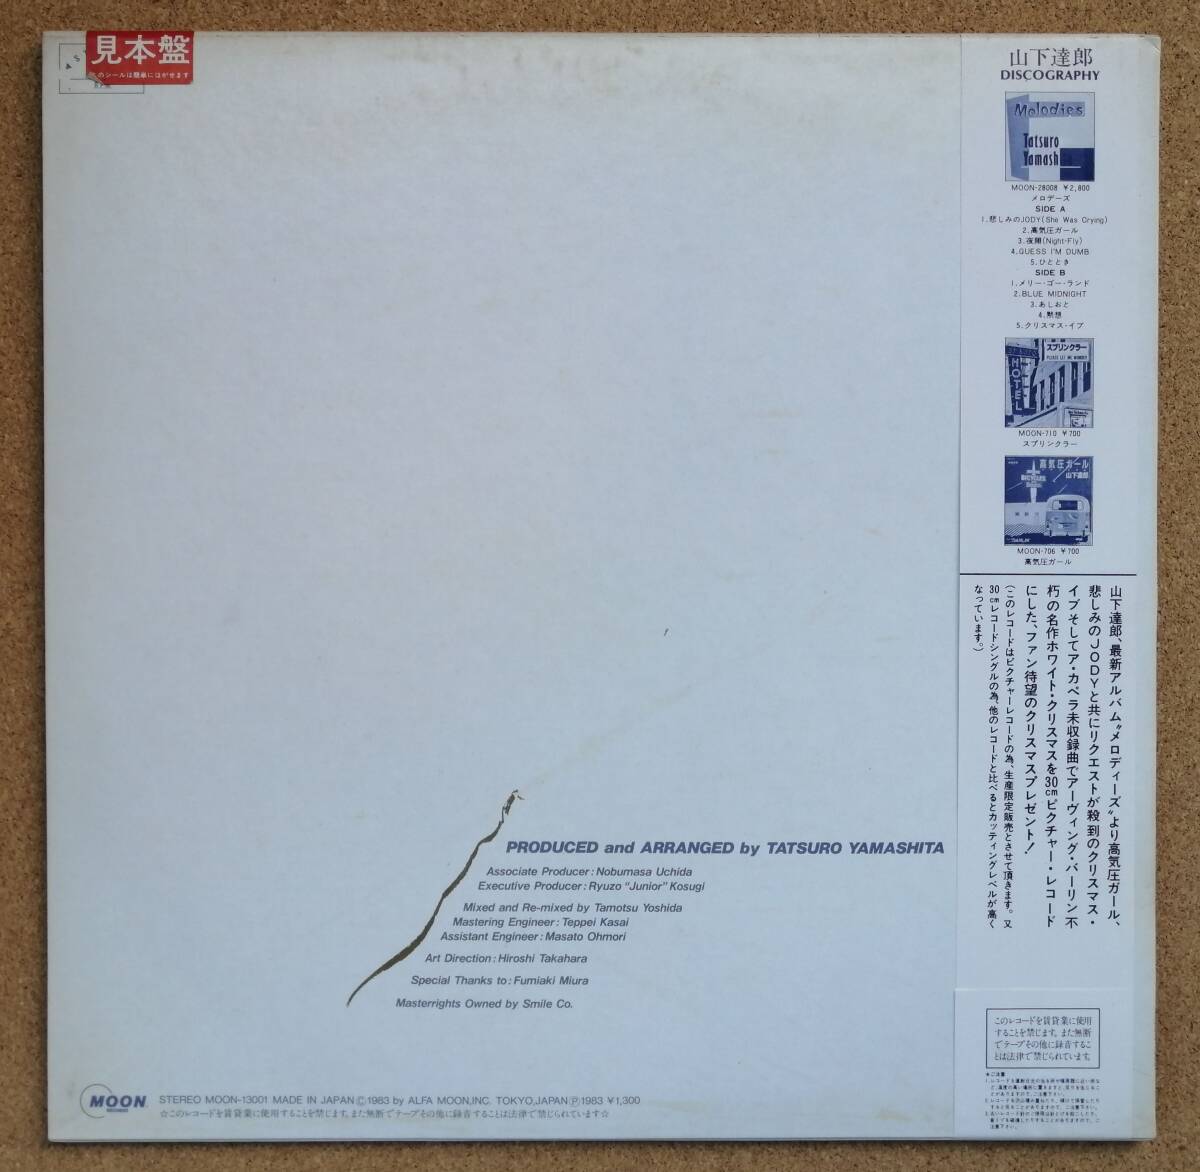 見本盤
のシールは簡単にはがせます
山下達郎
DISCOGRAPHY
Melodies
Tatsuro
Yamash
MOON-28008 ¥2,800
メロデーズ
SIDE A
1.悲しみのJODY(She Was Crying)
2.高気圧ガール
3.夜翔(Night-Fly)
4.GUESS I'M DUMB
5.ひととき
SIDE B
1.メリー・ゴー・ランド
2.BLUE MIDNIGHT
3.あしおと
4.黙想
5.クリスマス・イブ
スプリンクラー
PLEASE LET ME WONDER
HOTEL
MOON-710 ¥700
スプリンクラー
高気圧ガール
山下達郎
MOON-706 ¥700
高気圧ガール
山下達郎、最新アルバム“メロディーズ”より高気圧ガール、
悲しみのJODYと共にリクエストが殺到のクリスマス・
イブそしてア・カペラ未収録曲でアーヴィング・バーリン不
朽の名作ホワイト・クリスマスを30cmピクチャー・レコード
にした、ファン待望のクリスマスプレゼント!
(このレコードはピクチャーレコードの為、生産限定販売とさせて頂きます。又
30cmレコードシングルの為、他のレコードと比べるとカッティングレベルが高く
なっています。)
PRODUCED and ARRANGED by TATSURO YAMASHITA
Associate Producer : Nobumasa Uchida
Executive Producer : Ryuzo "Junior" Kosugi
Mixed and Re-mixed by Tamotsu Yoshida
Mastering Engineer : Teppei Kasai
Assistant Engineer : Masato Ohmori
Art Direction : Hiroshi Takahara
Special Thanks to : Fumiaki Miura
Masterrights Owned by Smile Co.
このレコードを賃貸業に使用
することを禁じます。また無断
でテープその他に録音するこ
とは法律で禁じられています。
★ご注意
MOON
RECORDS
STEREO MOON-13001 MADE IN JAPAN Ⓒ1983 by ALFA MOON,INC. TOKYO,JAPAN Ⓟ1983 ¥1,300
☆このレコードを賃貸業に使用することを禁じます。また無断でテープその他に録音することは法律で禁じられています☆